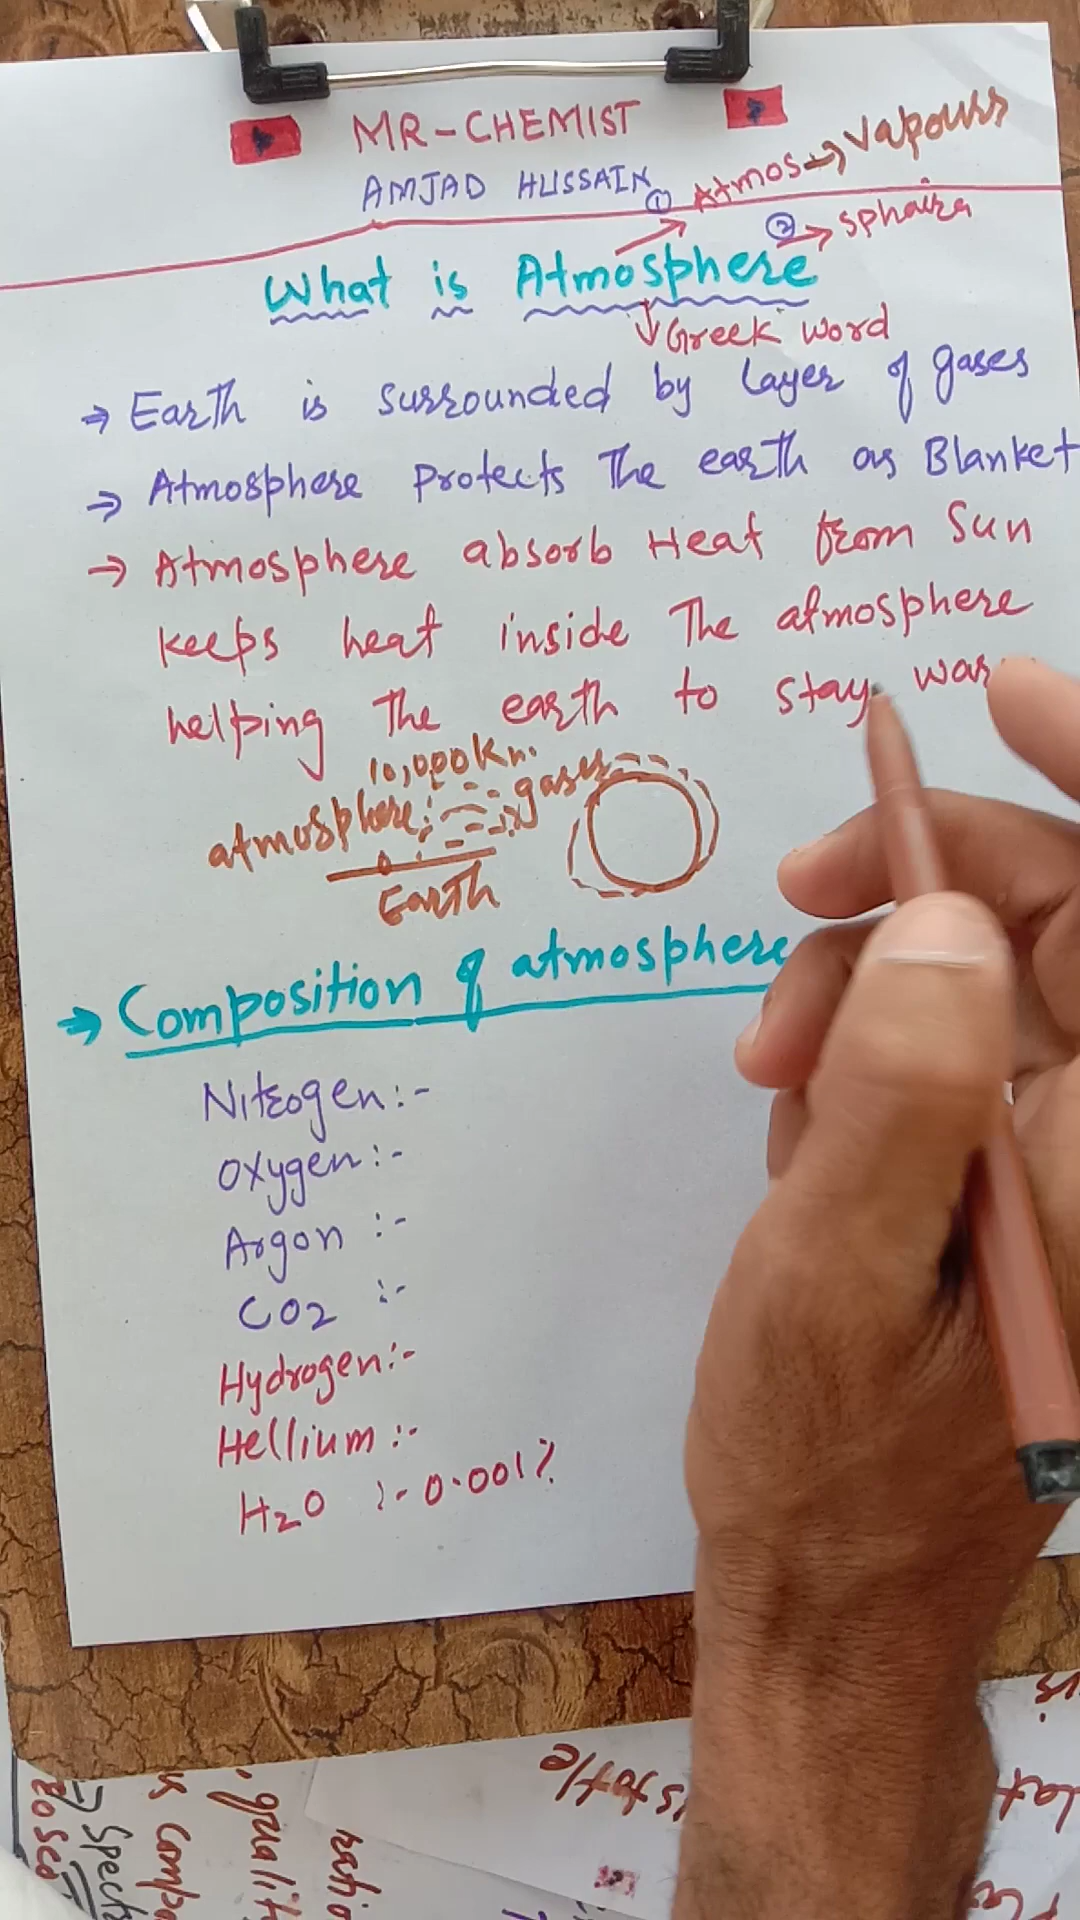 MR-CHEMIST
AMJAD HUSSAIN
① Atmos → Vapours
② → Sphaira
What is Atmosphere
↓ Greek word
⇒ Earth is surrounded by Layer of gases
⇒ Atmosphere Protects The earth as Blanket
→ Atmosphere absorb Heat from Sun
keeps heat inside The atmosphere
helping The earth to stay war
10,000Km.
atmosphere gases
Earth
→ Composition of atmosphere
Nitrogen:-
Oxygen:-
Argon :-
CO2 :-
Hydrogen:-
Hellium :-
H2O :- 0.001%